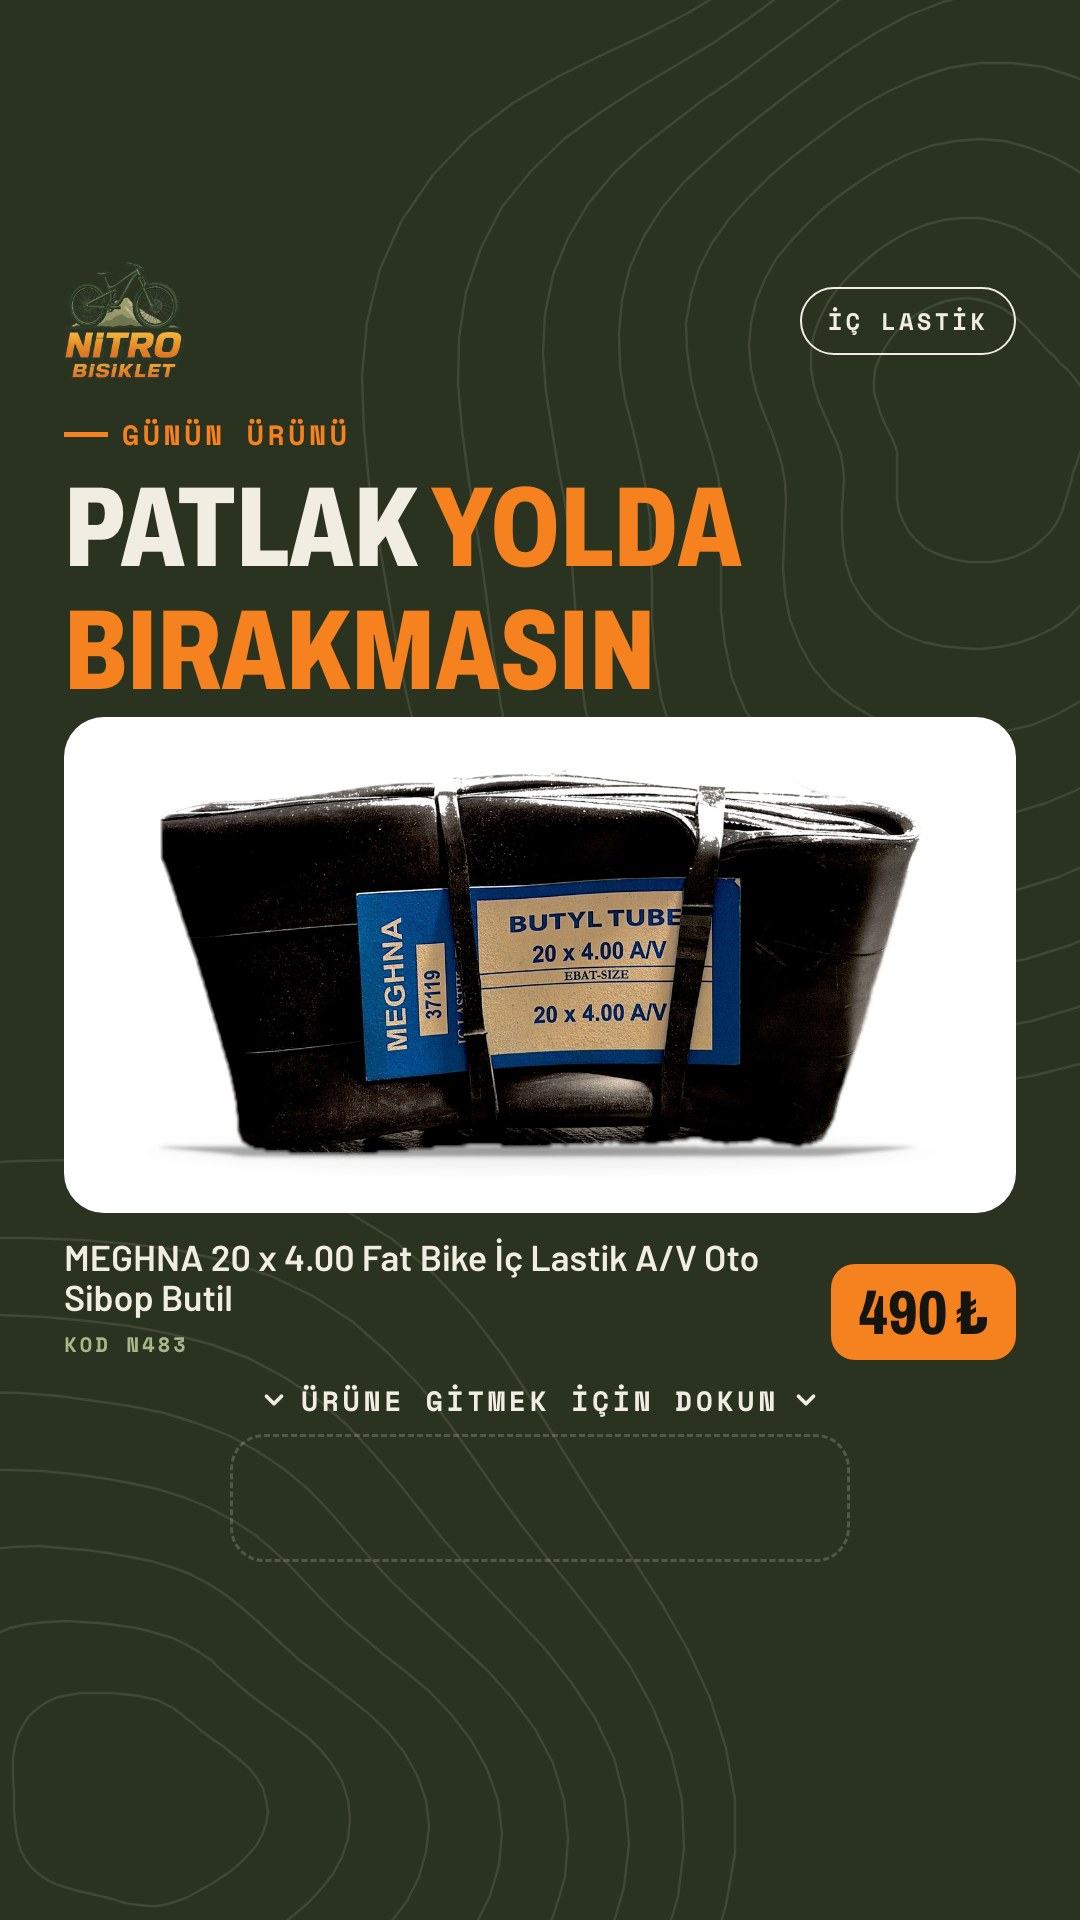 NiTRO
BiSiKLET
İÇ LASTİK
GÜNÜN ÜRÜNÜ
PATLAK YOLDA
BIRAKMASIN
MEGHNA
37119
BUTYL TUBE
20 x 4.00 A/V
EBAT-SIZE
20 x 4.00 A/V
MEGHNA 20 x 4.00 Fat Bike İç Lastik A/V Oto
Sibop Butil
490 ₺
KOD N483
ÜRÜNE GİTMEK İÇİN DOKUN